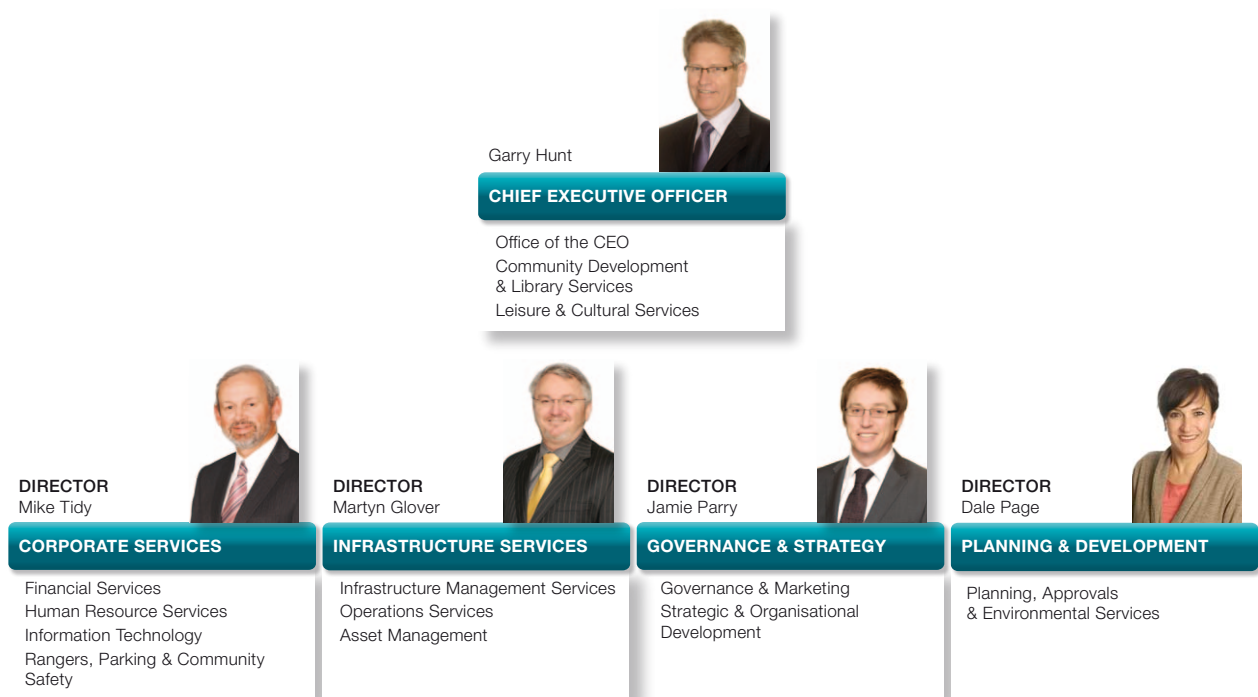 Garry Hunt
CHIEF EXECUTIVE OFFICER
Office of the CEO
Community Development
& Library Services
Leisure & Cultural Services
DIRECTOR
Mike Tidy
CORPORATE SERVICES
Financial Services
Human Resource Services
Information Technology
Rangers, Parking & Community
Safety
DIRECTOR
Martyn Glover
INFRASTRUCTURE SERVICES
Infrastructure Management Services
Operations Services
Asset Management
DIRECTOR
Jamie Parry
GOVERNANCE & STRATEGY
Governance & Marketing
Strategic & Organisational
Development
DIRECTOR
Dale Page
PLANNING & DEVELOPMENT
Planning, Approvals
& Environmental Services